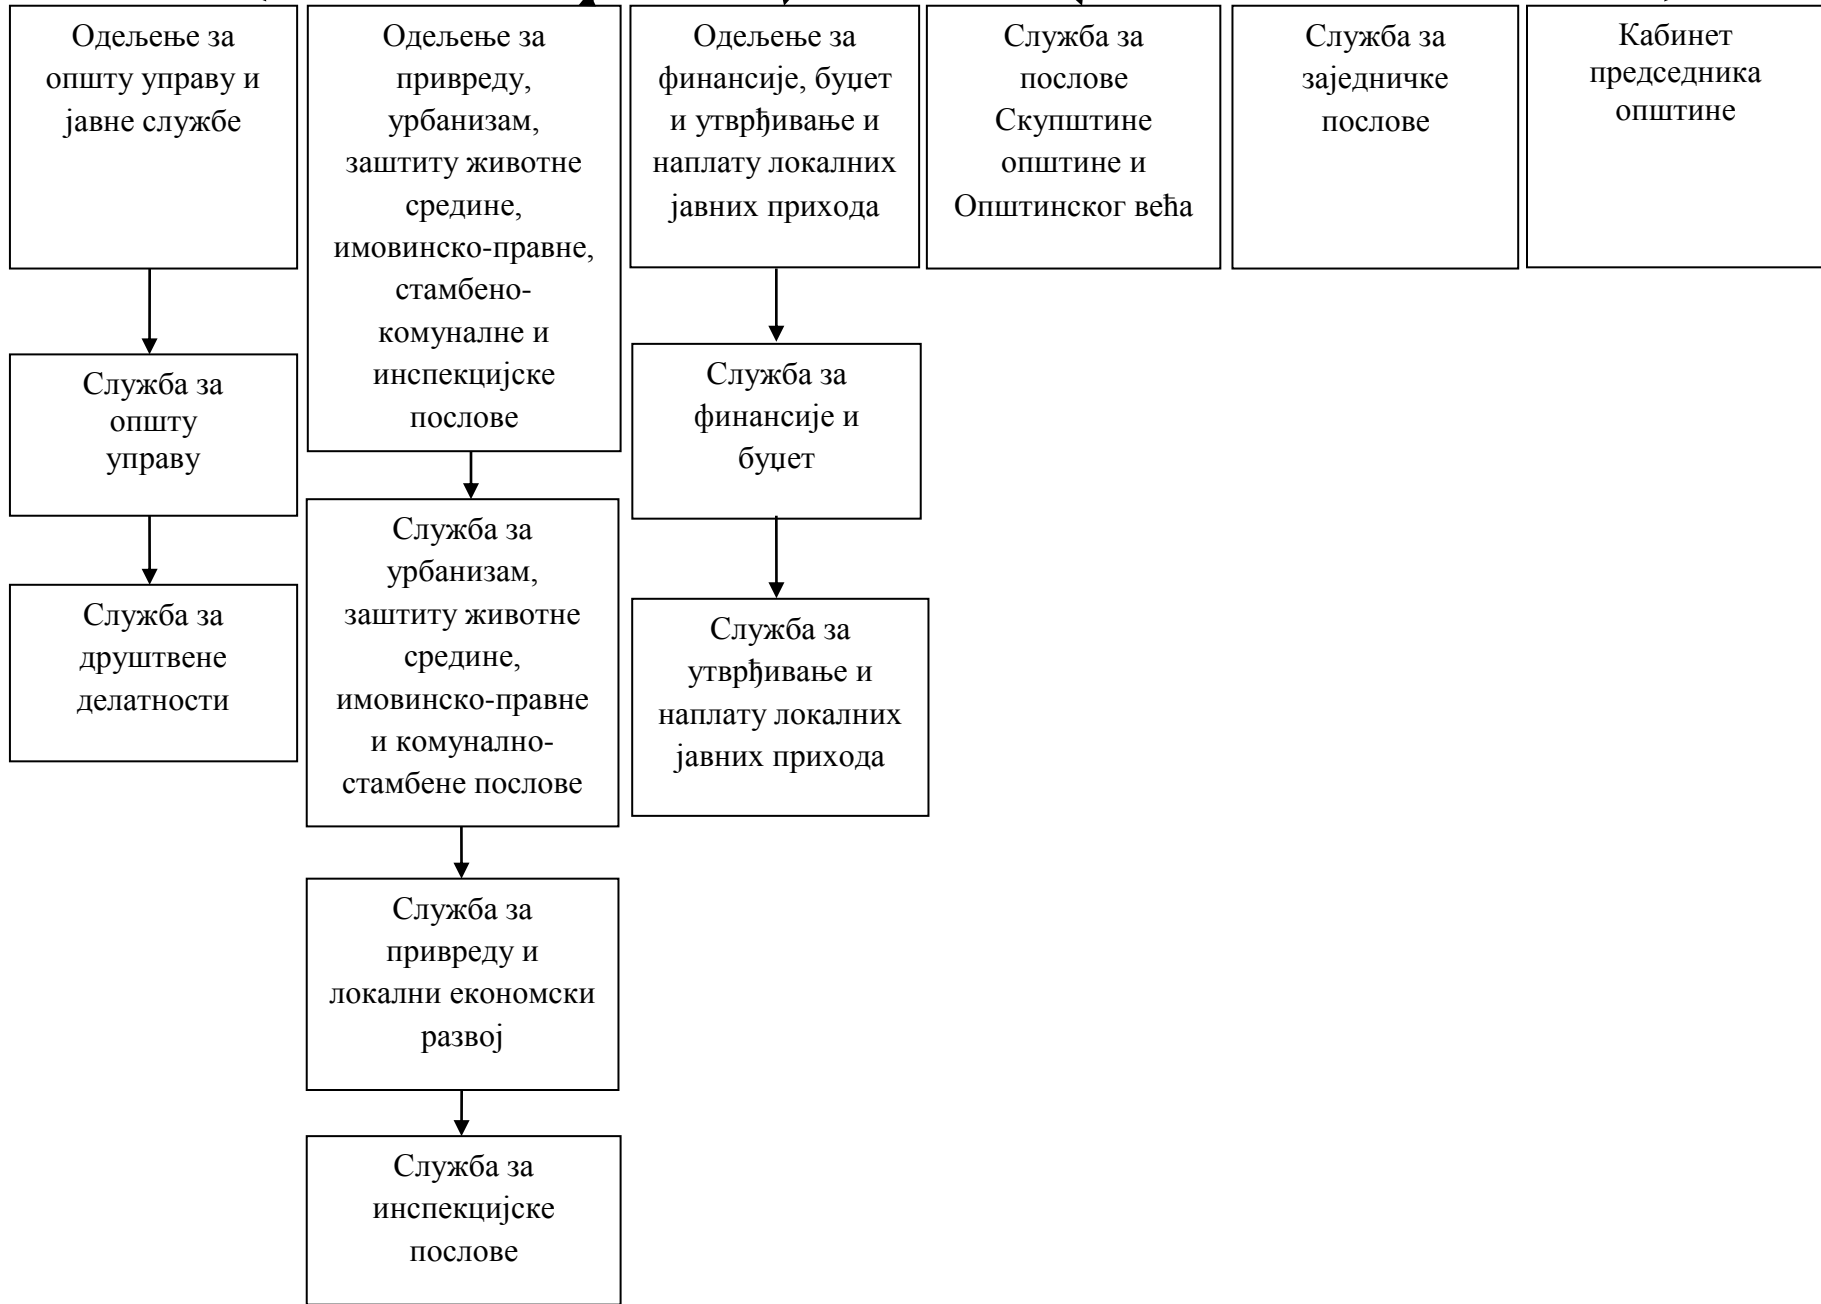 Одељење за
општу управу и
јавне службе
Одељење за
привреду,
урбанизам,
заштиту животне
средине,
имовинско-правне,
стамбено-
комуналне и
инспекцијске
послове
Одељење за
финансије, буџет
и утврђивање и
наплату локалних
јавних прихода
Служба за
послове
Скупштине
општине и
Општинског већа
Служба за
заједничке
послове
Кабинет
председника
општине
Служба за
општу
управу
Служба за
финансије и
буџет
Служба за
урбанизам,
заштиту животне
средине,
имовинско-правне
и комунално-
стамбене послове
Служба за
друштвене
делатности
Служба за
утврђивање и
наплату локалних
јавних прихода
Служба за
привреду и
локални економски
развој
Служба за
инспекцијске
послове